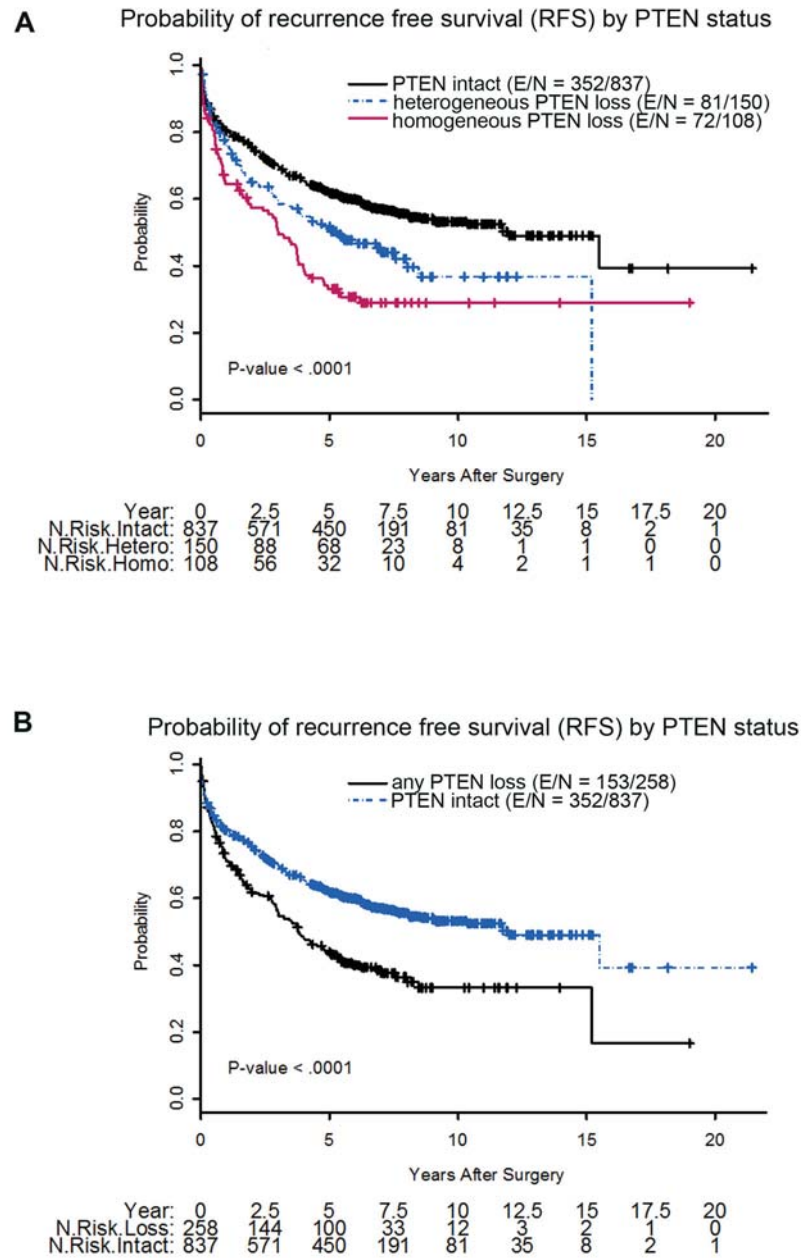 A
Probability of recurrence free survival (RFS) by PTEN status
PTEN intact (E/N = 352/837)
heterogeneous PTEN loss (E/N = 81/150)
homogeneous PTEN loss (E/N = 72/108)
Probability
1.0
0.8
0.6
0.4
0.2
0.0
P-value < .0001
0 5 10 15 20
Years After Surgery
Year: 0 2.5 5 7.5 10 12.5 15 17.5 20
N.Risk.Intact: 837 571 450 191 81 35 8 2 1
N.Risk.Hetero: 150 88 68 23 8 1 1 0 0
N.Risk.Homo: 108 56 32 10 4 2 1 1 0
B
Probability of recurrence free survival (RFS) by PTEN status
any PTEN loss (E/N = 153/258)
PTEN intact (E/N = 352/837)
Probability
1.0
0.8
0.6
0.4
0.2
0.0
P-value < .0001
0 5 10 15 20
Years After Surgery
Year: 0 2.5 5 7.5 10 12.5 15 17.5 20
N.Risk.Loss: 258 144 100 33 12 3 2 1 0
N.Risk.Intact: 837 571 450 191 81 35 8 2 1